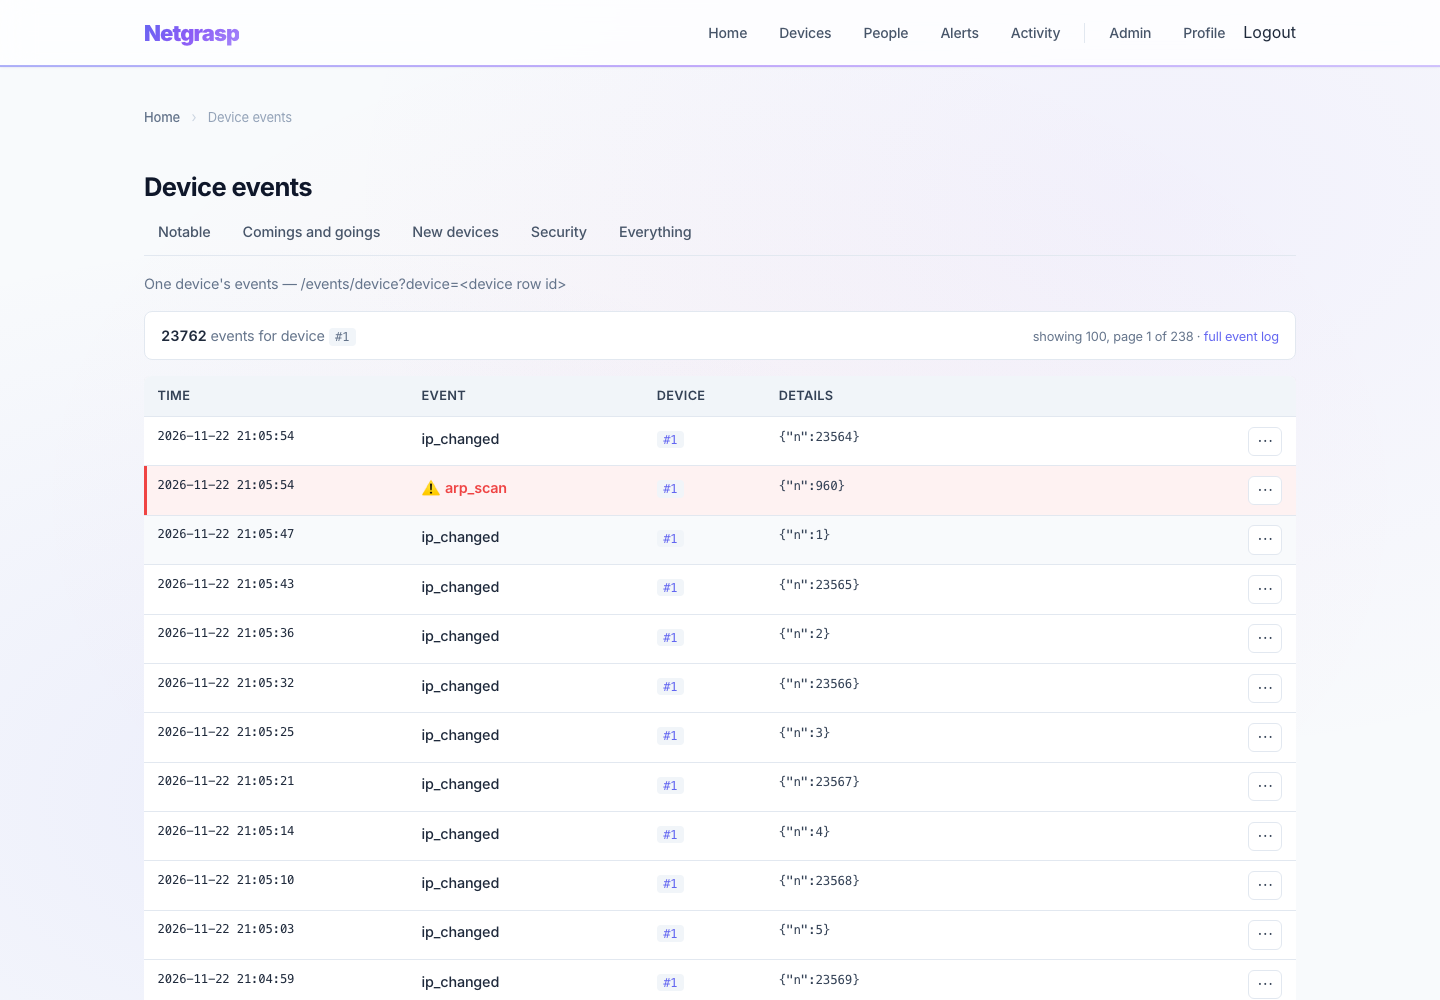 Netgrasp
Home Devices People Alerts Activity Admin Profile Logout
Home › Device events
Device events
Notable Comings and goings New devices Security Everything
One device's events — /events/device?device=<device row id>
23762 events for device #1 showing 100, page 1 of 238 · full event log
TIME EVENT DEVICE DETAILS
2026-11-22 21:05:54 ip_changed #1 {"n":23564} ...
2026-11-22 21:05:54 ⚠️ arp_scan #1 {"n":960} ...
2026-11-22 21:05:47 ip_changed #1 {"n":1} ...
2026-11-22 21:05:43 ip_changed #1 {"n":23565} ...
2026-11-22 21:05:36 ip_changed #1 {"n":2} ...
2026-11-22 21:05:32 ip_changed #1 {"n":23566} ...
2026-11-22 21:05:25 ip_changed #1 {"n":3} ...
2026-11-22 21:05:21 ip_changed #1 {"n":23567} ...
2026-11-22 21:05:14 ip_changed #1 {"n":4} ...
2026-11-22 21:05:10 ip_changed #1 {"n":23568} ...
2026-11-22 21:05:03 ip_changed #1 {"n":5} ...
2026-11-22 21:04:59 ip_changed #1 {"n":23569} ...